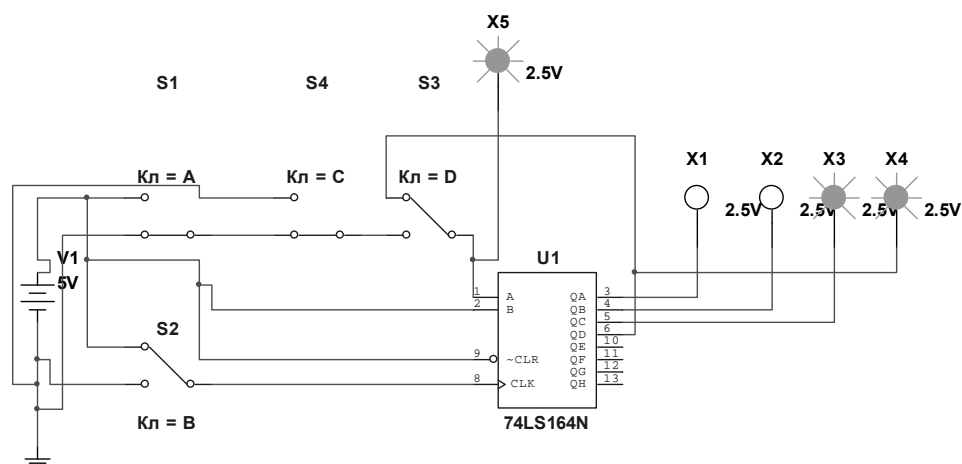 X5
2.5V
S1
S4
S3
X1
X2
X3
X4
Кл = A
Кл = C
Кл = D
2.5V
2.5V
2.5V
2.5V
V1
5V
U1
1
A
QA
3
2
B
QB
4
QC
5
QD
6
QE
10
9
~CLR
QF
11
QG
12
8
CLK
QH
13
S2
Кл = B
74LS164N